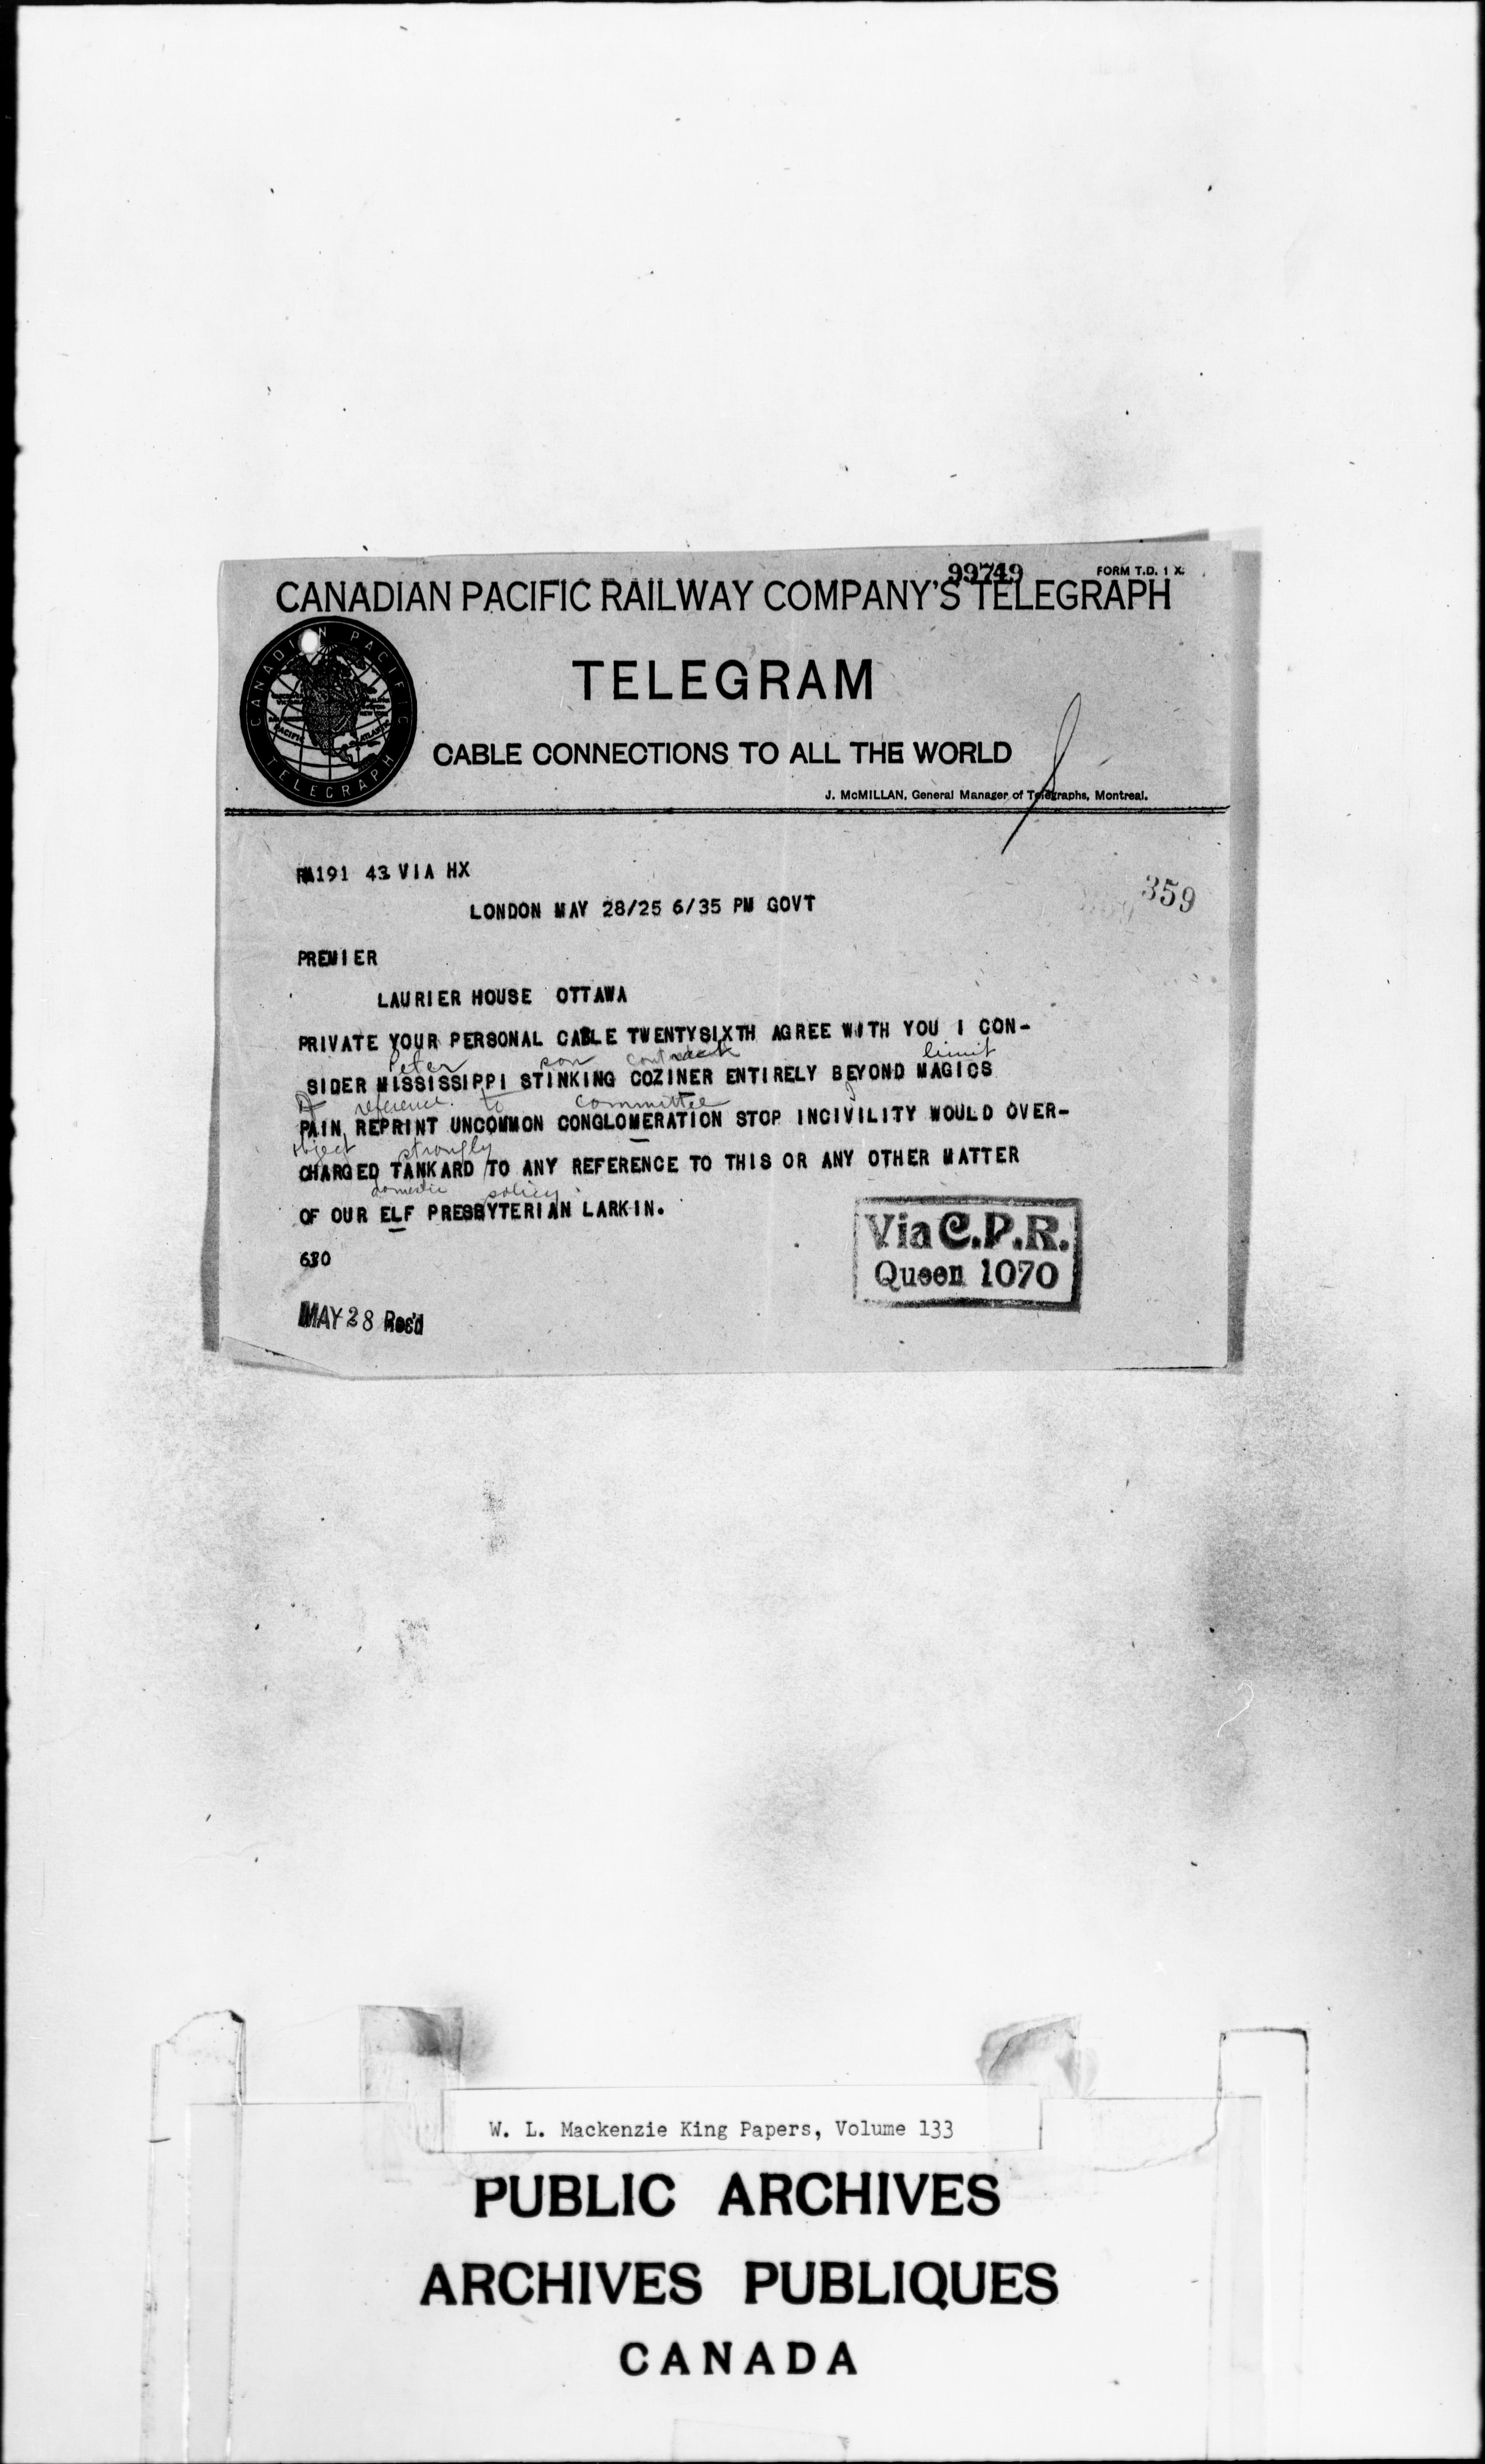 99749
FORM T.D. 1 X.
CANADIAN PACIFIC RAILWAY COMPANY'S TELEGRAPH
CANADIAN PACIFIC TELEGRAPH
TELEGRAM
CABLE CONNECTIONS TO ALL THE WORLD
J. McMILLAN, General Manager of Telegraphs, Montreal.
191 43 VIA HX
359
LONDON MAY 28/25 6/35 PM GOVT
PREMIER
LAURIER HOUSE OTTAWA
PRIVATE YOUR PERSONAL CABLE TWENTYSIXTH AGREE WITH YOU I CON-
Peter son contract limit
SIDER MISSISSIPPI STINKING COZINER ENTIRELY BEYOND MAGICS
of reference to committee
PAIN REPRINT UNCOMMON CONGLOMERATION STOP INCIVILITY WOULD OVER-
object strongly
CHARGED TANKARD TO ANY REFERENCE TO THIS OR ANY OTHER MATTER
domestic policy
OF OUR ELF PRESBYTERIAN LARKIN.
630
Via C.P.R.
Queen 1070
MAY 28 Rec'd
W. L. Mackenzie King Papers, Volume 133
PUBLIC ARCHIVES
ARCHIVES PUBLIQUES
CANADA